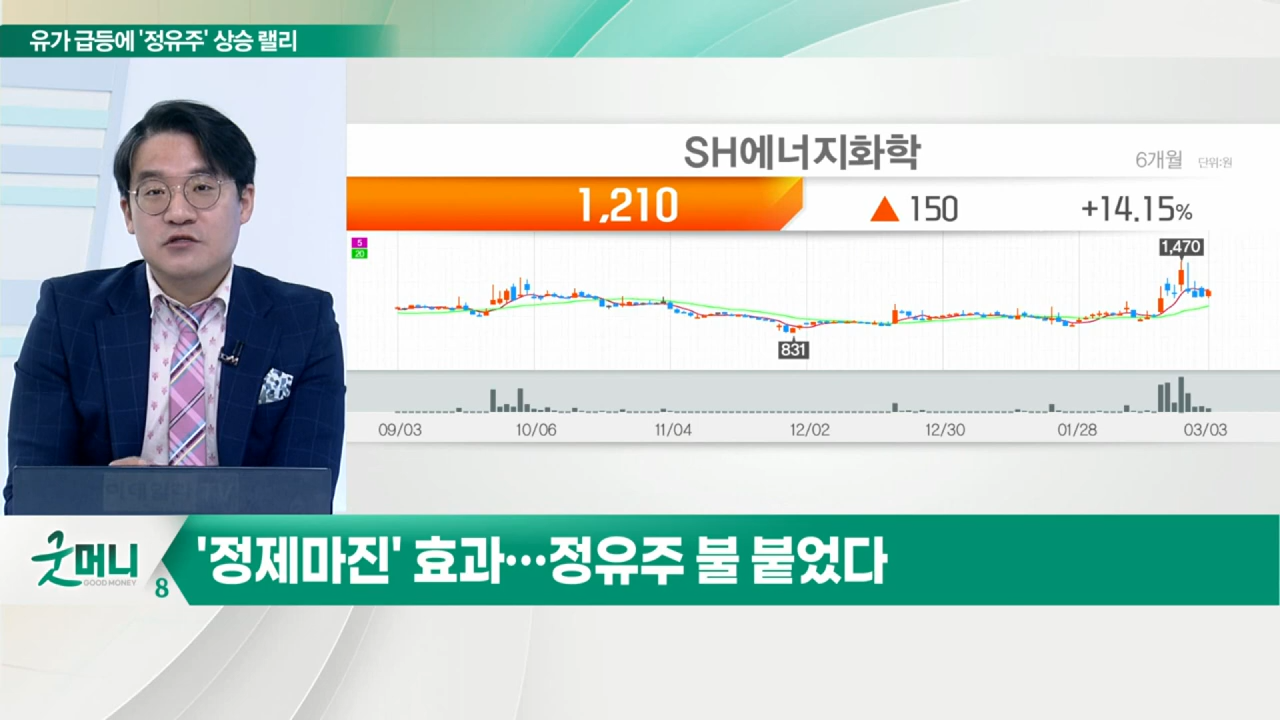 유가 급등에 '정유주' 상승 랠리
SH에너지화학
6개월 단위:원
1,210 ▲ 150 +14.15%
5
20
1,470
831
09/03 10/06 11/04 12/02 12/30 01/28 03/03
굿머니
GOOD MONEY
8
'정제마진' 효과…정유주 불 붙었다